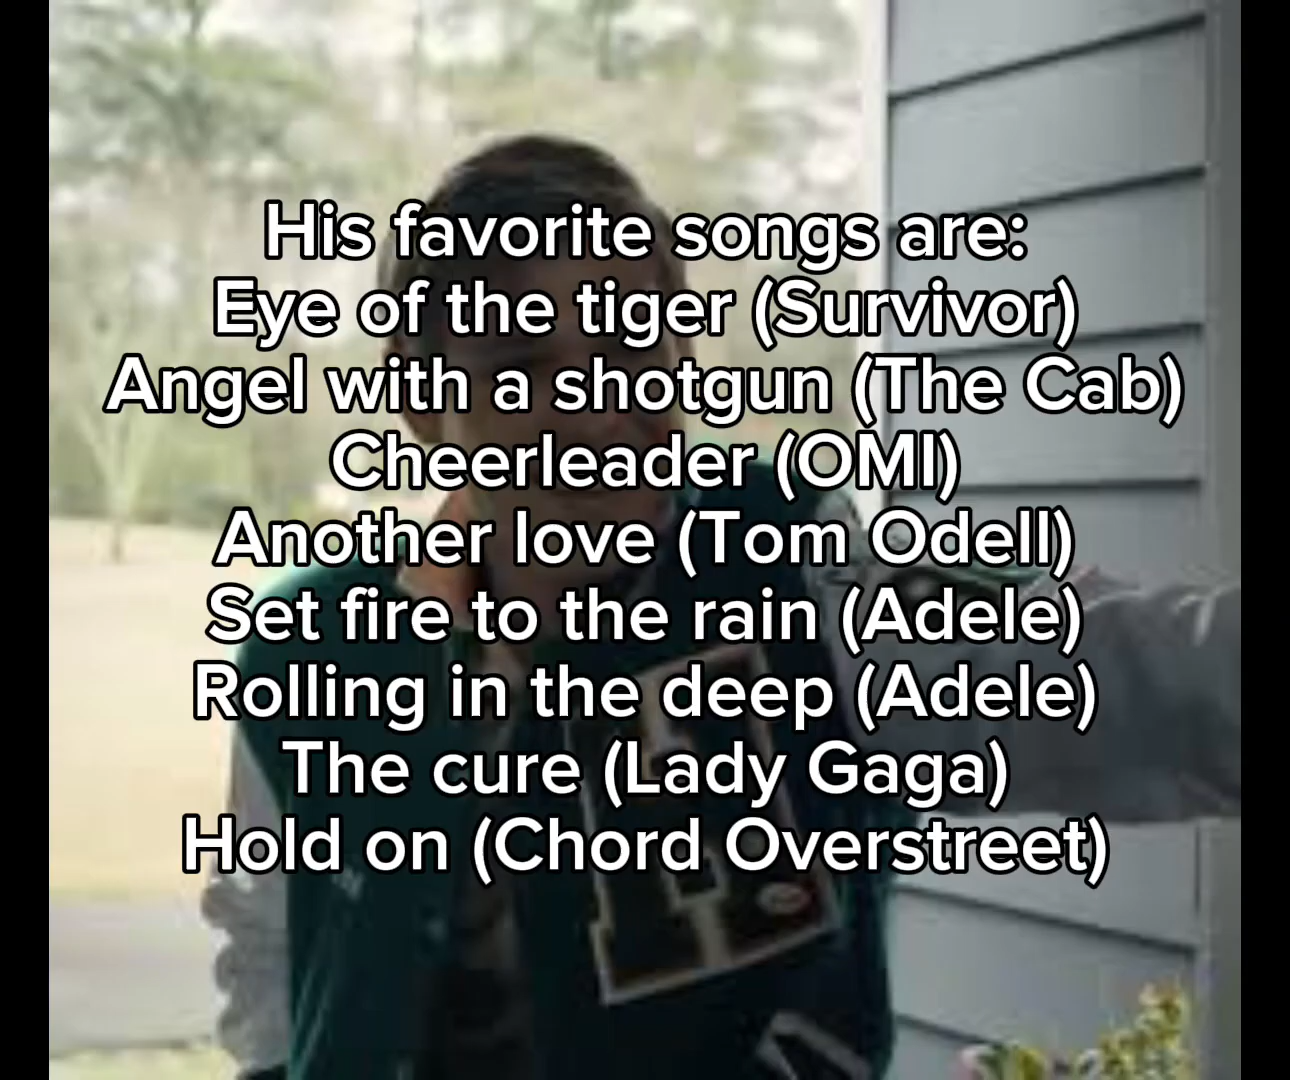 His favorite songs are:
Eye of the tiger (Survivor)
Angel with a shotgun (The Cab)
Cheerleader (OMI)
Another love (Tom Odell)
Set fire to the rain (Adele)
Rolling in the deep (Adele)
The cure (Lady Gaga)
Hold on (Chord Overstreet)